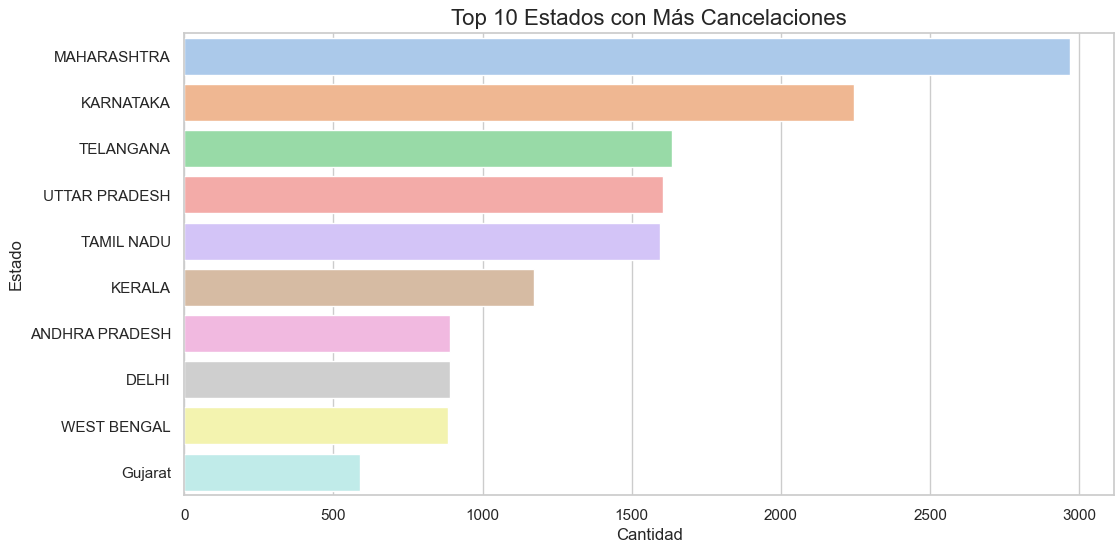 Top 10 Estados con Más Cancelaciones
Estado
MAHARASHTRA
KARNATAKA
TELANGANA
UTTAR PRADESH
TAMIL NADU
KERALA
ANDHRA PRADESH
DELHI
WEST BENGAL
Gujarat
0 500 1000 1500 2000 2500 3000
Cantidad